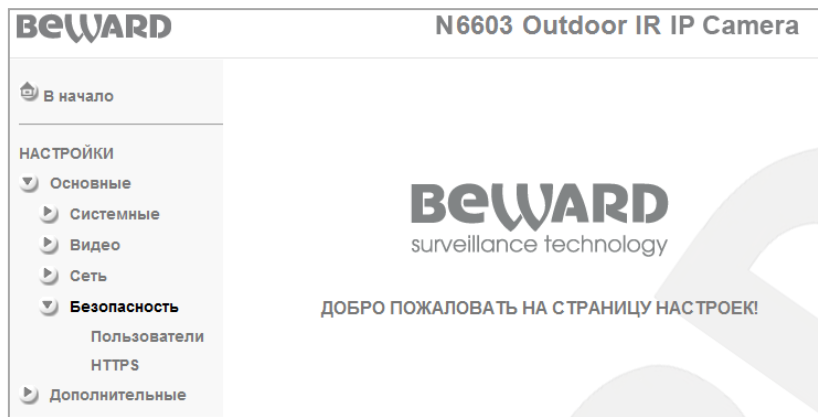 BEWARD
N6603 Outdoor IR IP Camera
В начало
НАСТРОЙКИ
Основные
Системные
Видео
Сеть
Безопасность
Пользователи
HTTPS
Дополнительные
BEWARD
surveillance technology
ДОБРО ПОЖАЛОВАТЬ НА СТРАНИЦУ НАСТРОЕК!